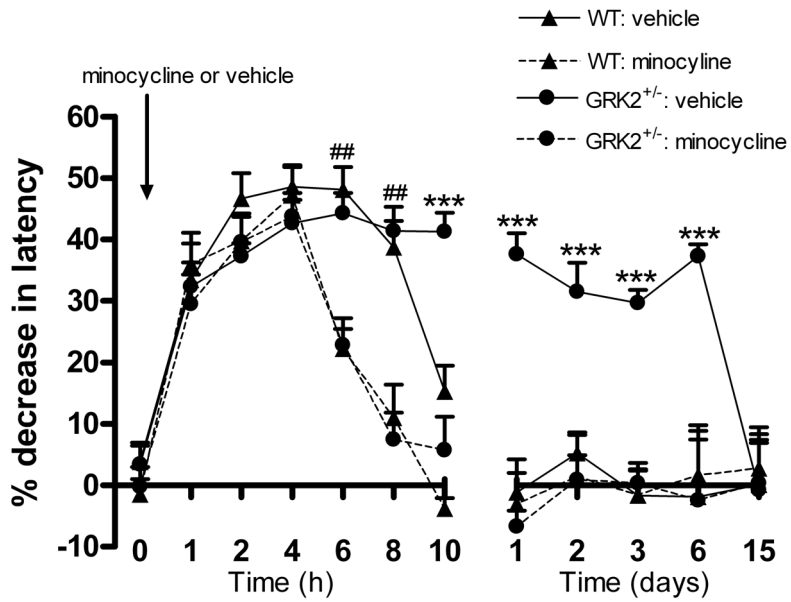 WT: vehicle
WT: minocyline
GRK2+/-: vehicle
GRK2+/-: minocycline
minocycline or vehicle
% decrease in latency
60
50
40
30
20
10
0
-10
## ## ***
*** *** *** ***
0 1 2 4 6 8 10
Time (h)
1 2 3 6 15
Time (days)